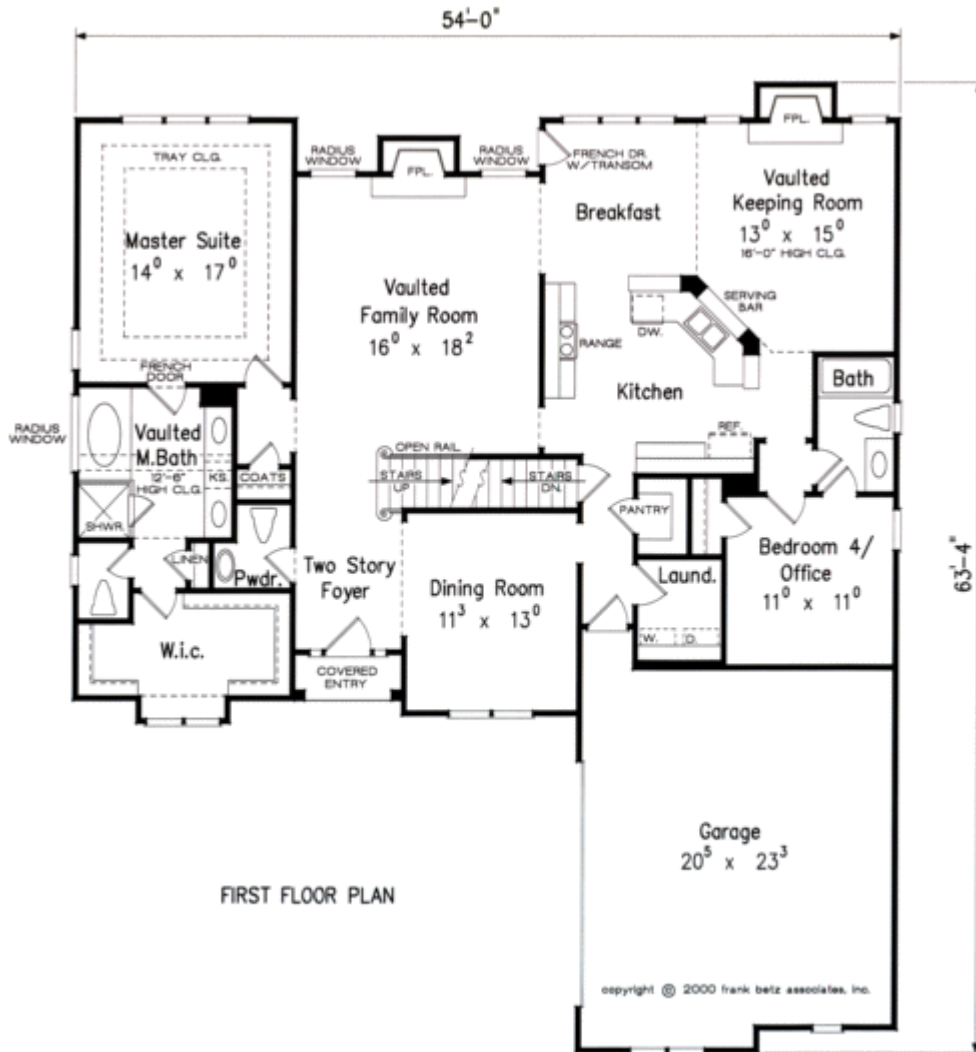 54'-0"
TRAY CLG.
Master Suite
14⁰ x 17⁰
FRENCH
DOOR
RADIUS
WINDOW
FPL.
RADIUS
WINDOW
Vaulted
Family Room
16⁰ x 18²
FRENCH DR.
W/TRANSOM
Breakfast
FPL.
Vaulted
Keeping Room
13⁰ x 15⁰
16'-0" HIGH CLG.
SERVING
BAR
DW.
RANGE
Kitchen
REF.
Bath
RADIUS
WINDOW
Vaulted
M.Bath
12'-6"
HIGH CLG.
KS.
COATS
SHWR.
LINEN
Pwdr.
W.i.c.
OPEN RAIL
STAIRS
UP
STAIRS
DN.
Two Story
Foyer
COVERED
ENTRY
Dining Room
11³ x 13⁰
PANTRY
Laund.
W.
D.
Bedroom 4/
Office
11⁰ x 11⁰
63'-4"
Garage
20⁵ x 23³
FIRST FLOOR PLAN
copyright © 2000 frank betz associates, inc.